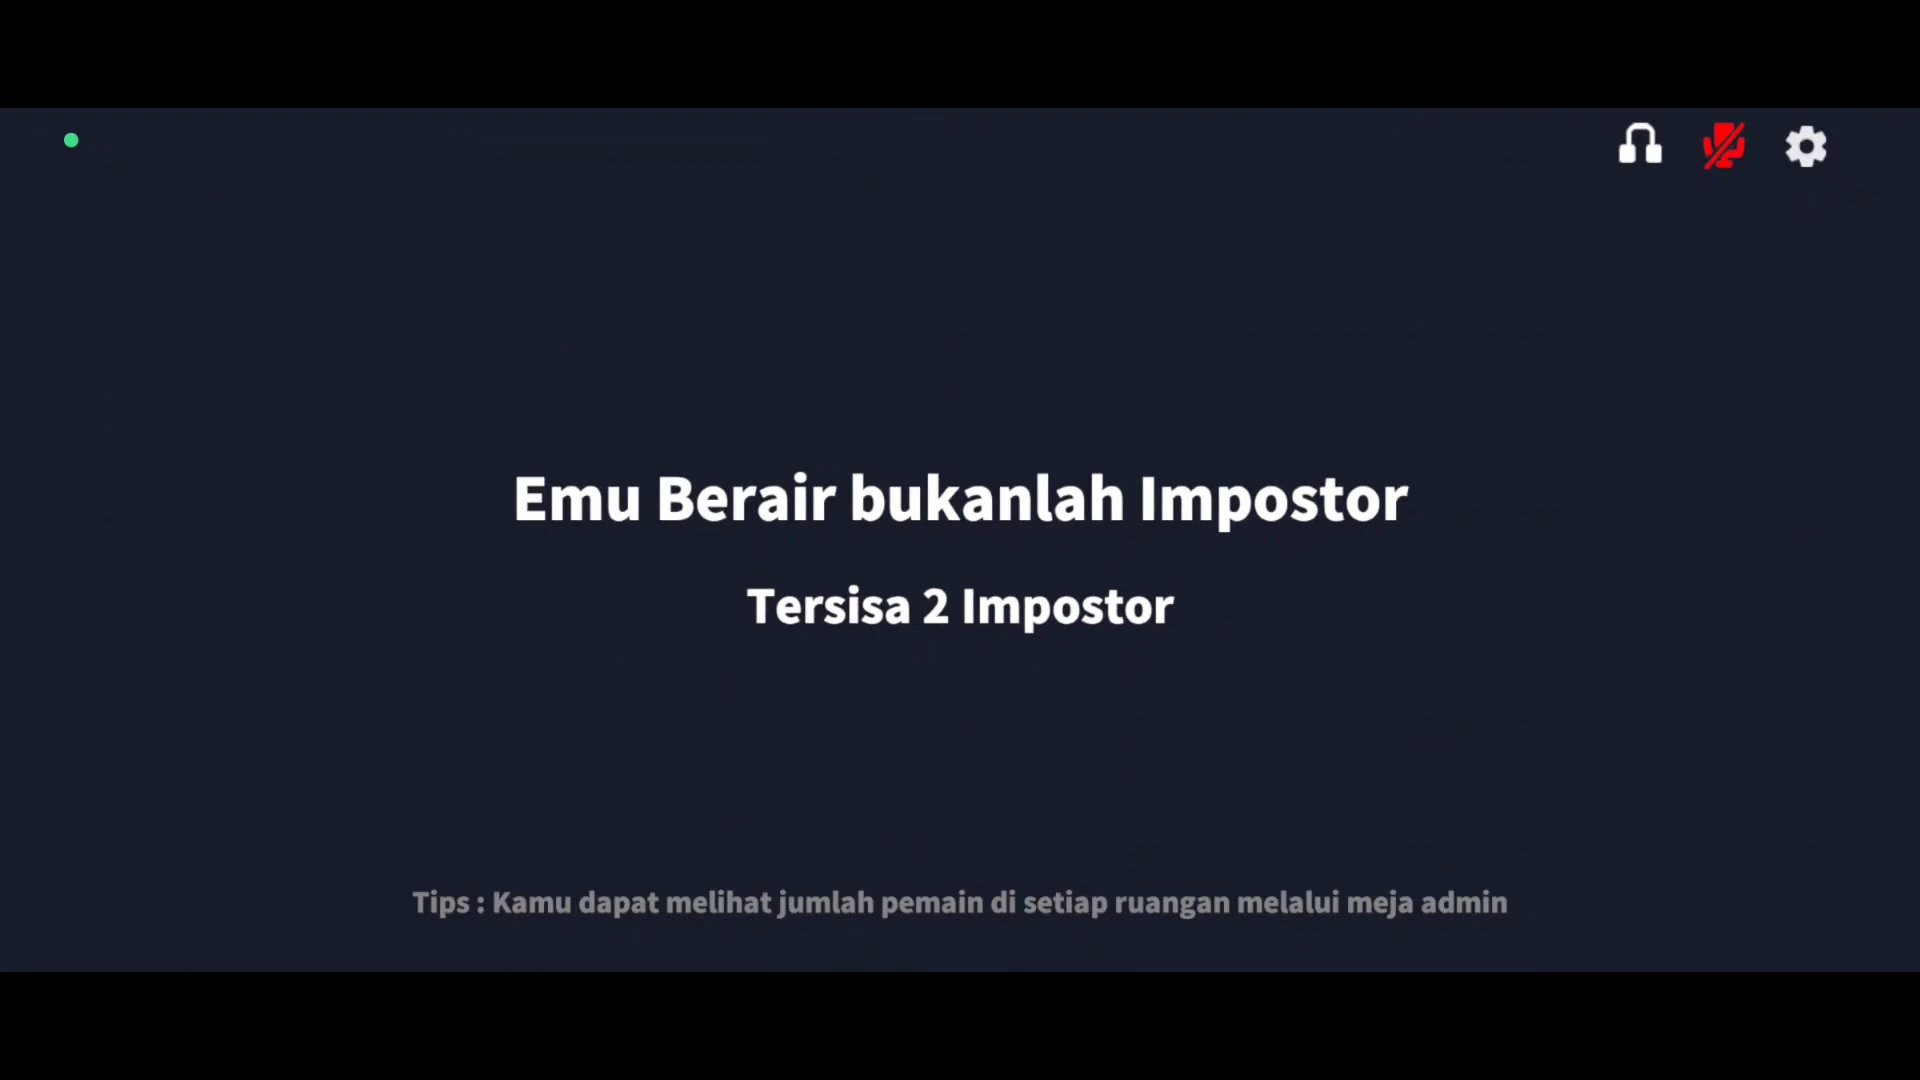 Emu Berair bukanlah Impostor
Tersisa 2 Impostor
Tips : Kamu dapat melihat jumlah pemain di setiap ruangan melalui meja admin